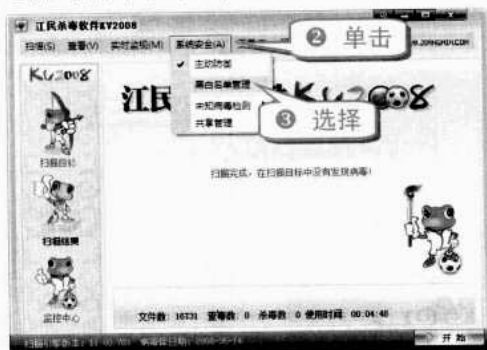 江民杀毒软件KV2008
扫描(S) 查看(V) 实时监视(M) 系统安全(A)
❷ 单击
WWW.JIANGMIN.COM
KV2008
主动防御
黑白名单管理
未知病毒检测
共享管理
❸ 选择
江民
KV2008
扫描目标
扫描完成,在扫描目标中没有发现病毒!
扫描结果
监控中心
文件数: 16731 查毒数: 0 杀毒数: 0 使用时间: 00:04:48
开始